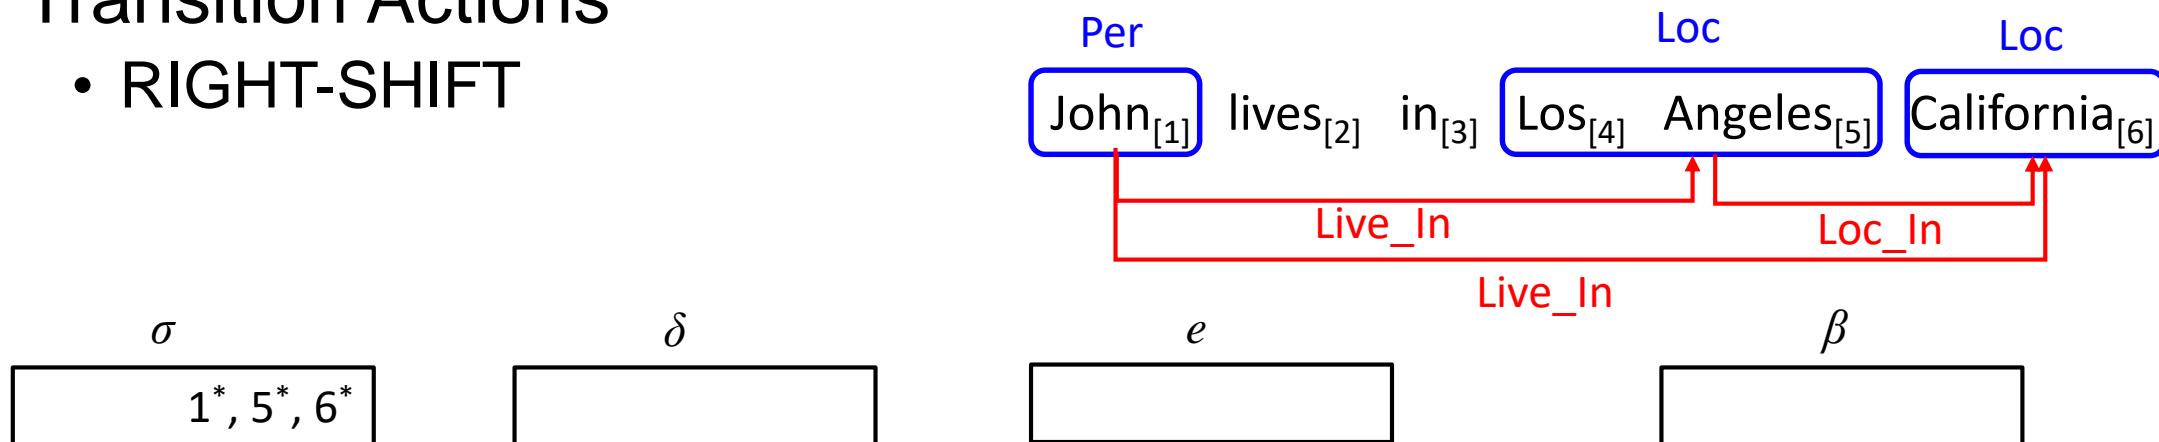 Transition Actions
• RIGHT-SHIFT
Per Loc Loc
John[1] lives[2] in[3] Los[4] Angeles[5] California[6]
Live_In Loc_In
Live_In
σ δ e β
1*, 5*, 6*